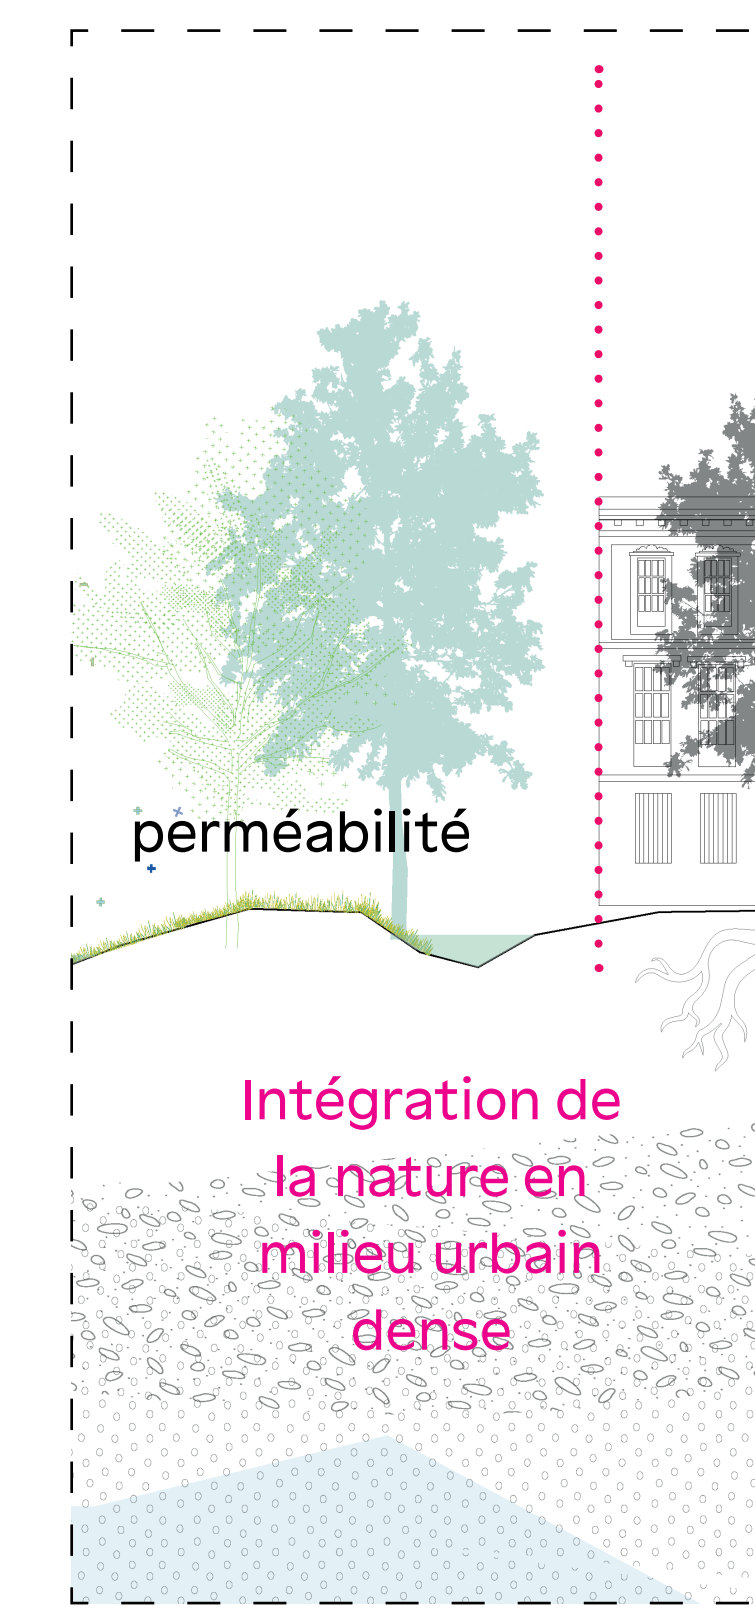 perméabilité
Intégration de
la nature en
milieu urbain
dense